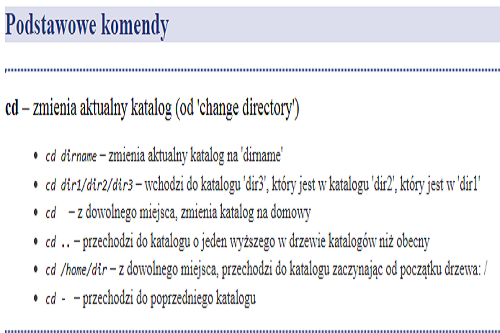 Podstawowe komendy
cd – zmienia aktualny katalog (od 'change directory')
• cd dirname – zmienia aktualny katalog na 'dirname'
• cd dir1/dir2/dir3 – wchodzi do katalogu 'dir3', który jest w katalogu 'dir2', który jest w 'dir1'
• cd – z dowolnego miejsca, zmienia katalog na domowy
• cd .. – przechodzi do katalogu o jeden wyższego w drzewie katalogów niż obecny
• cd /home/dir – z dowolnego miejsca, przechodzi do katalogu zaczynając od początku drzewa: /
• cd - – przechodzi do poprzedniego katalogu